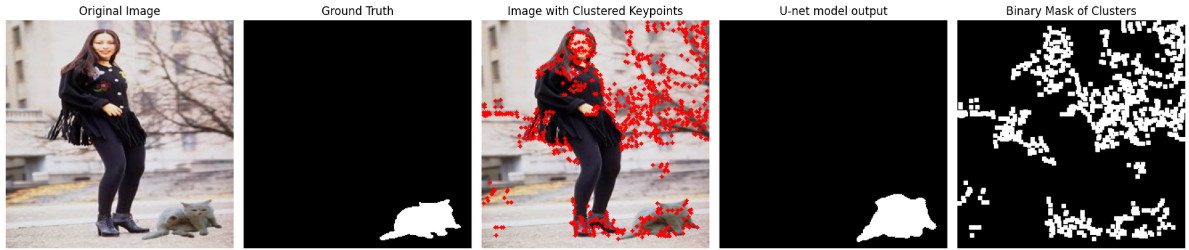 Original Image
Ground Truth
Image with Clustered Keypoints
U-net model output
Binary Mask of Clusters